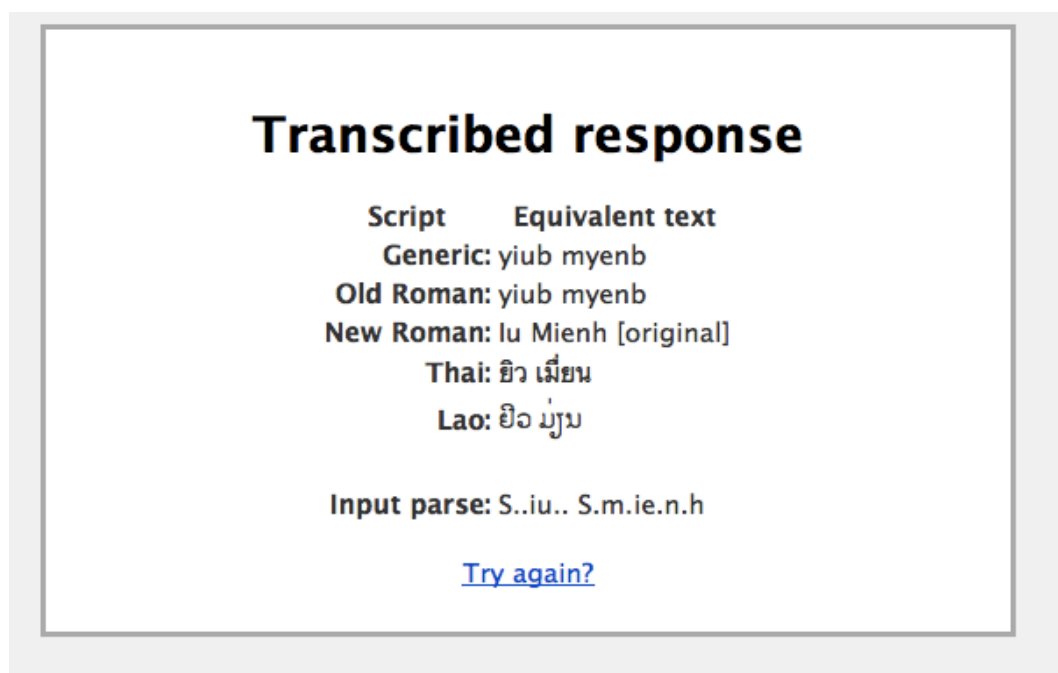 Transcribed response
Script Equivalent text
Generic: yiub myenb
Old Roman: yiub myenb
New Roman: Iu Mienh [original]
Thai: ยิว เมี่ยน
Lao: ຢິວ ມ່ຽນ
Input parse: S..iu.. S.m.ie.n.h
Try again?